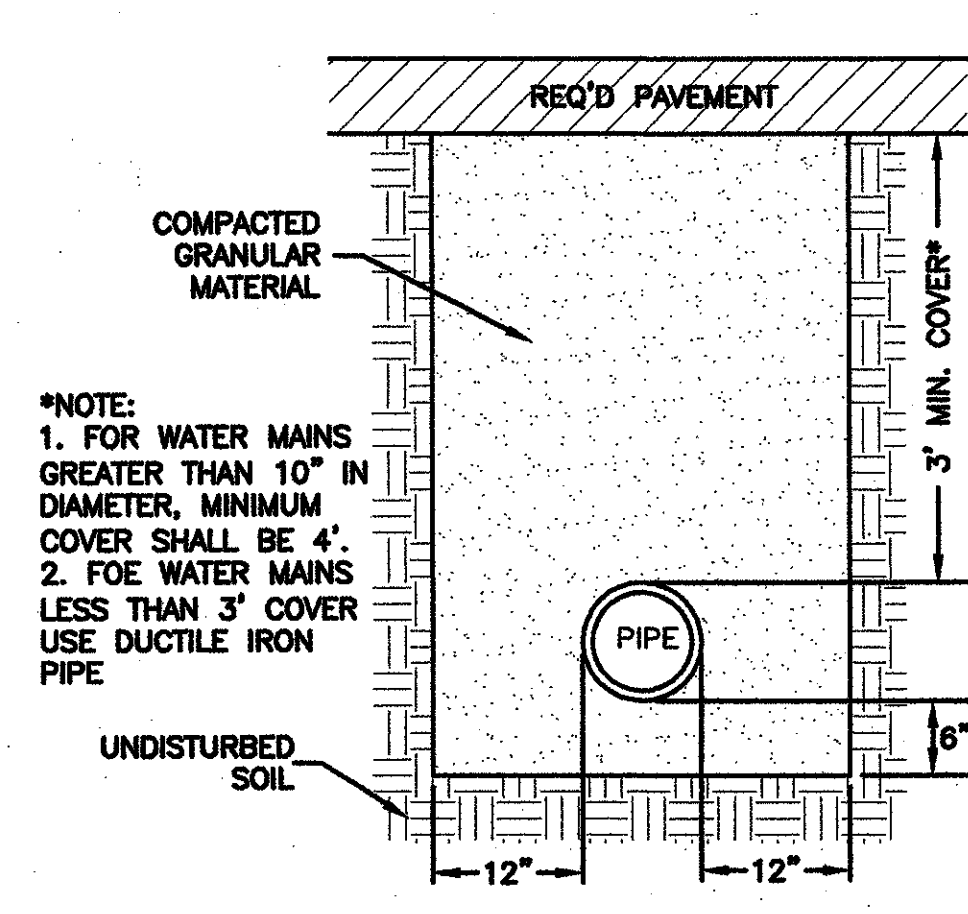 REQ'D PAVEMENT
COMPACTED
GRANULAR
MATERIAL
3' MIN. COVER*
*NOTE:
1. FOR WATER MAINS
GREATER THAN 10" IN
DIAMETER, MINIMUM
COVER SHALL BE 4'.
2. FOE WATER MAINS
LESS THAN 3' COVER
USE DUCTILE IRON
PIPE
PIPE
6"
UNDISTURBED
SOIL
12"
12"